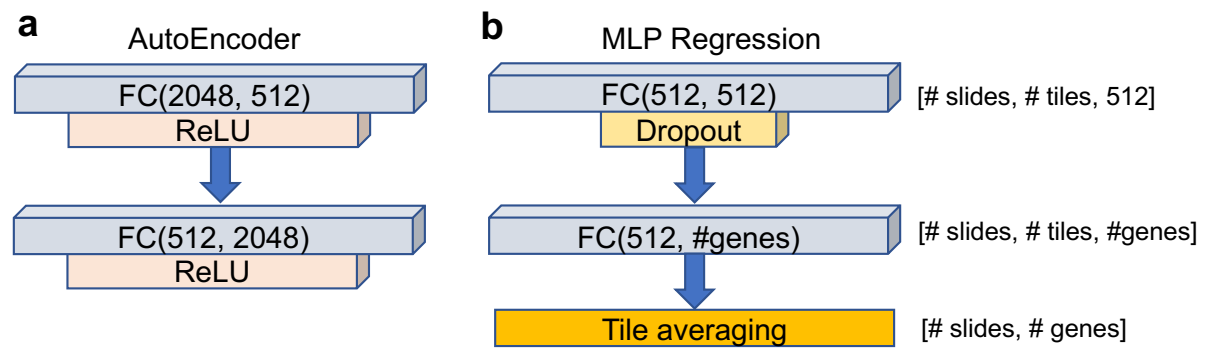 a
AutoEncoder
FC(2048, 512)
ReLU
FC(512, 2048)
ReLU
b
MLP Regression
FC(512, 512)
[# slides, # tiles, 512]
Dropout
FC(512, #genes)
[# slides, # tiles, #genes]
Tile averaging
[# slides, # genes]